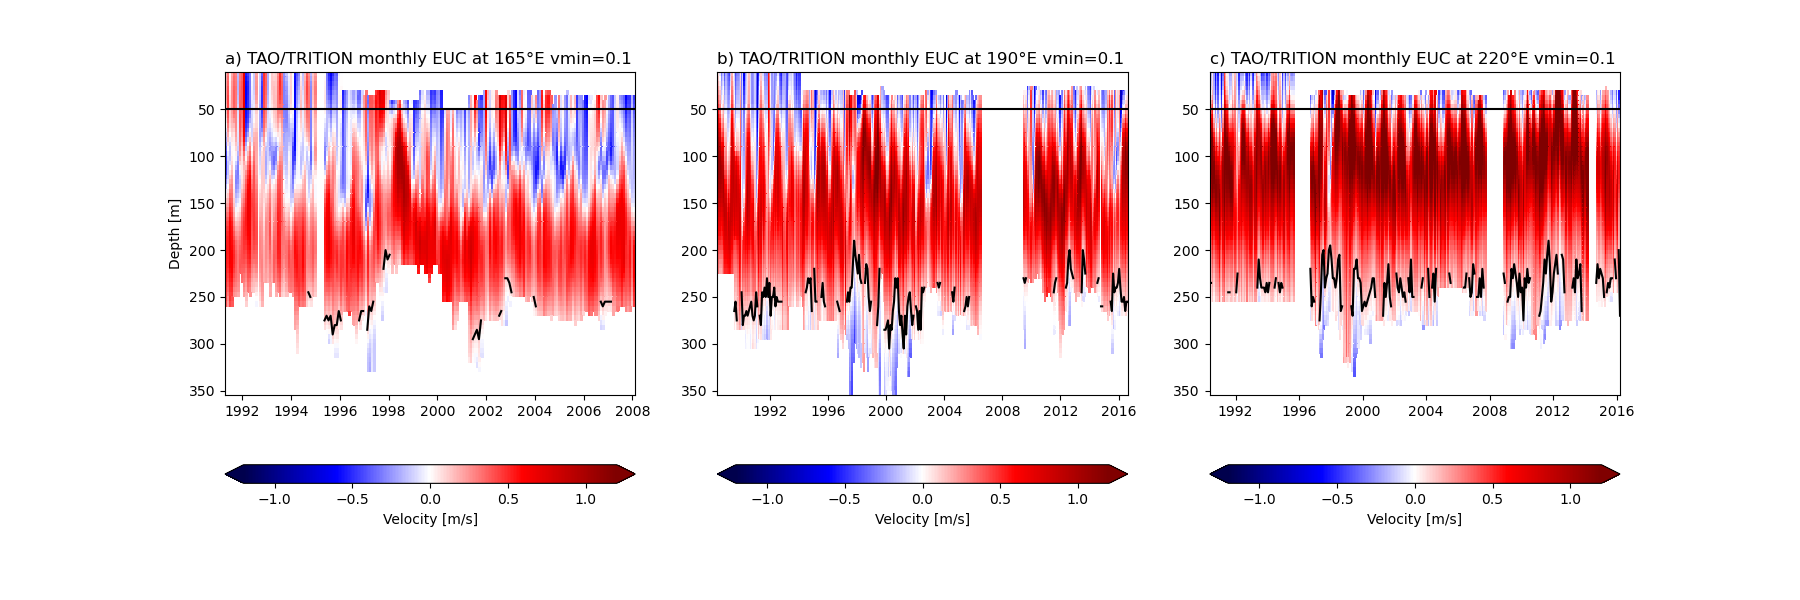 a) TAO/TRITION monthly EUC at 165°E vmin=0.1
b) TAO/TRITION monthly EUC at 190°E vmin=0.1
c) TAO/TRITION monthly EUC at 220°E vmin=0.1
Depth [m]
50
100
150
200
250
300
350
1992 1994 1996 1998 2000 2002 2004 2006 2008
50
100
150
200
250
300
350
1992 1996 2000 2004 2008 2012 2016
50
100
150
200
250
300
350
1992 1996 2000 2004 2008 2012 2016
−1.0 −0.5 0.0 0.5 1.0
Velocity [m/s]
−1.0 −0.5 0.0 0.5 1.0
Velocity [m/s]
−1.0 −0.5 0.0 0.5 1.0
Velocity [m/s]